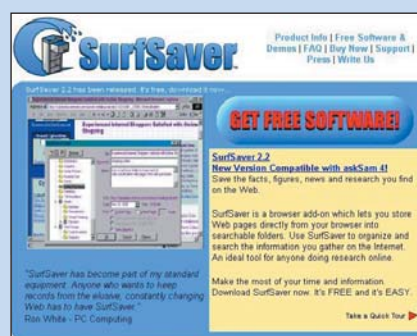 SurfSaver
Product Info | Free Software &
Demos | FAQ | Buy Now | Support |
Press | Write Us
SurfSaver 2.2 has been released. It's free, download it now...
GET FREE SOFTWARE!
SurfSaver 2.2
New Version Compatible with askSam 4!
Save the facts, figures, news and research you find
on the Web.
SurfSaver is a browser add-on which lets you store
Web pages directly from your browser into
searchable folders. Use SurfSaver to organize and
search the information you gather on the Internet.
An ideal tool for anyone doing research online.
Make the most of your time and information.
Download SurfSaver now. It's FREE and it's EASY.
Take a Quick Tour
"SurfSaver has become part of my standard
equipment. Anyone who wants to keep
records from the elusive, constantly changing
Web has to have SurfSaver."
Ron White - PC Computing